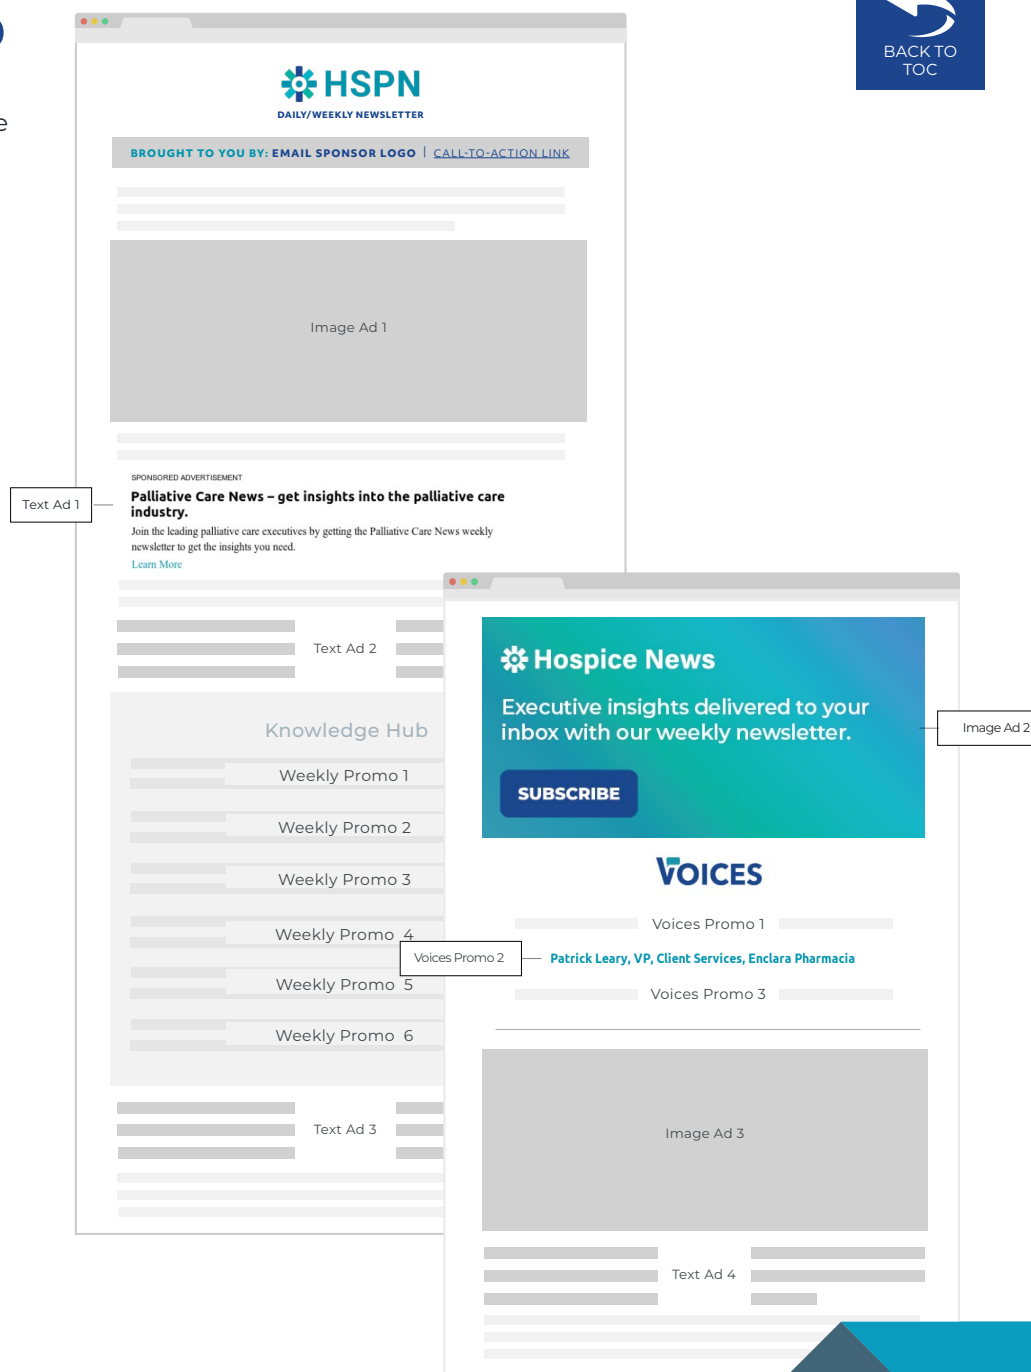 BACK TO
TOC
e
HSPN
DAILY/WEEKLY NEWSLETTER
BROUGHT TO YOU BY: EMAIL SPONSOR LOGO | CALL-TO-ACTION LINK
Image Ad 1
SPONSORED ADVERTISEMENT
Text Ad 1
Palliative Care News – get insights into the palliative care
industry.
Join the leading palliative care executives by getting the Palliative Care News weekly
newsletter to get the insights you need.
Learn More
Text Ad 2
Knowledge Hub
Weekly Promo 1
Weekly Promo 2
Weekly Promo 3
Weekly Promo 4
Weekly Promo 5
Weekly Promo 6
Text Ad 3
Hospice News
Executive insights delivered to your
inbox with our weekly newsletter.
SUBSCRIBE
Image Ad 2
VOICES
Voices Promo 1
Voices Promo 2
Patrick Leary, VP, Client Services, Enclara Pharmacia
Voices Promo 3
Image Ad 3
Text Ad 4